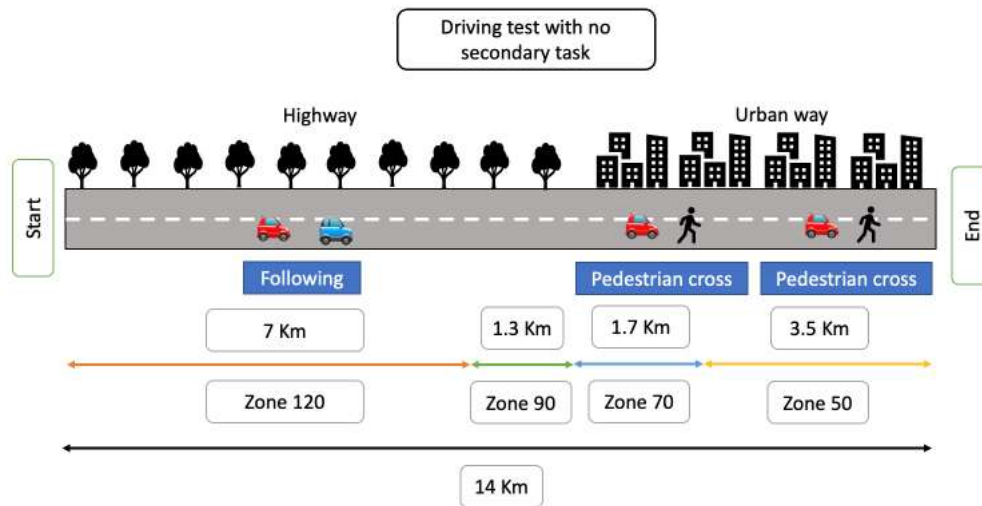 Driving test with no
secondary task
Highway
Urban way
Start
End
Following
Pedestrian cross
Pedestrian cross
7 Km
1.3 Km
1.7 Km
3.5 Km
Zone 120
Zone 90
Zone 70
Zone 50
14 Km